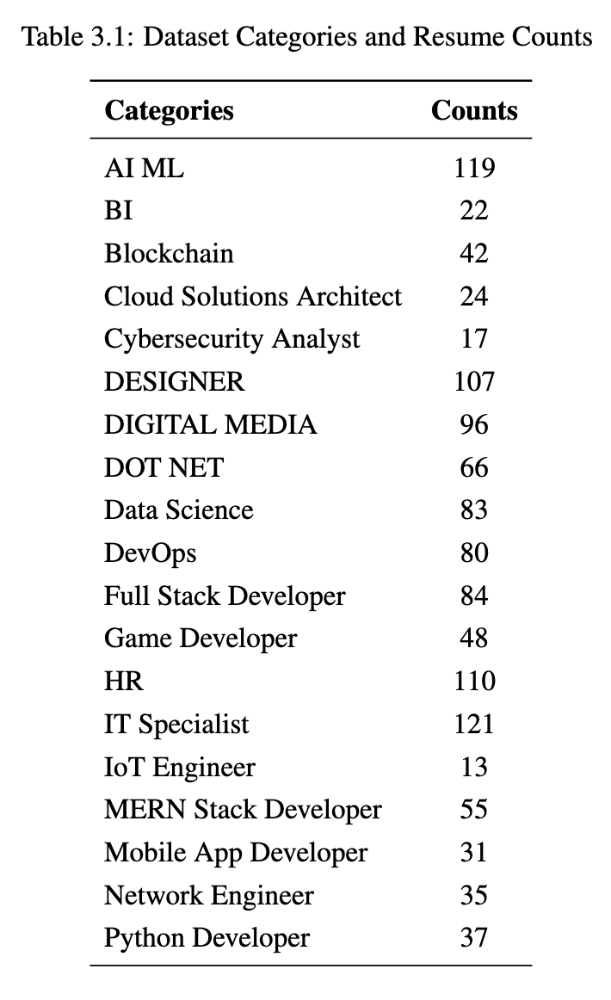 Table 3.1: Dataset Categories and Resume Counts
Categories Counts
AI ML 119
BI 22
Blockchain 42
Cloud Solutions Architect 24
Cybersecurity Analyst 17
DESIGNER 107
DIGITAL MEDIA 96
DOT NET 66
Data Science 83
DevOps 80
Full Stack Developer 84
Game Developer 48
HR 110
IT Specialist 121
IoT Engineer 13
MERN Stack Developer 55
Mobile App Developer 31
Network Engineer 35
Python Developer 37